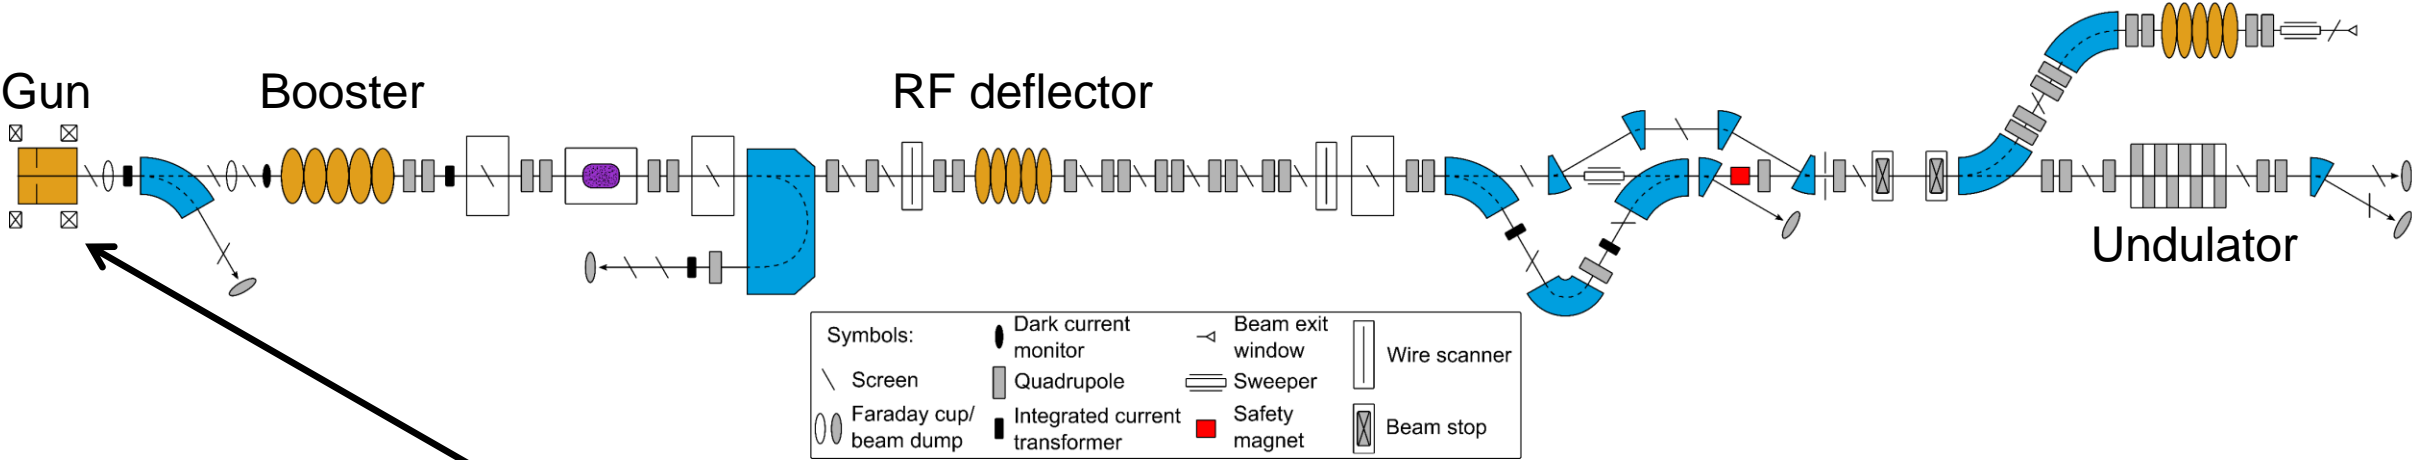 Gun
Booster
RF deflector
Undulator
Symbols:
Screen
Faraday cup/
beam dump
Dark current
monitor
Quadrupole
Integrated current
transformer
Beam exit
window
Sweeper
Safety
magnet
Wire scanner
Beam stop